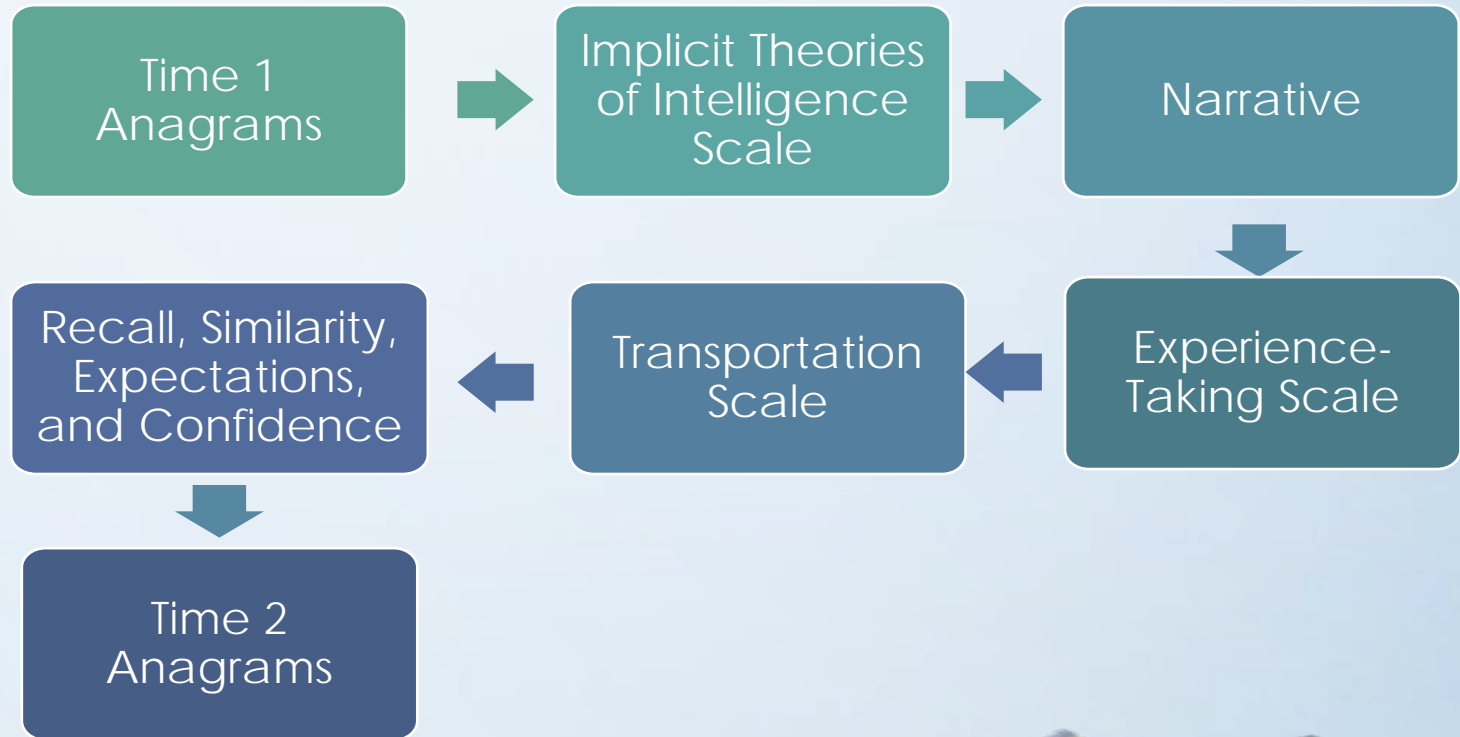 Time 1
Anagrams
Implicit Theories
of Intelligence
Scale
Narrative
Experience-
Taking Scale
Transportation
Scale
Recall, Similarity,
Expectations,
and Confidence
Time 2
Anagrams